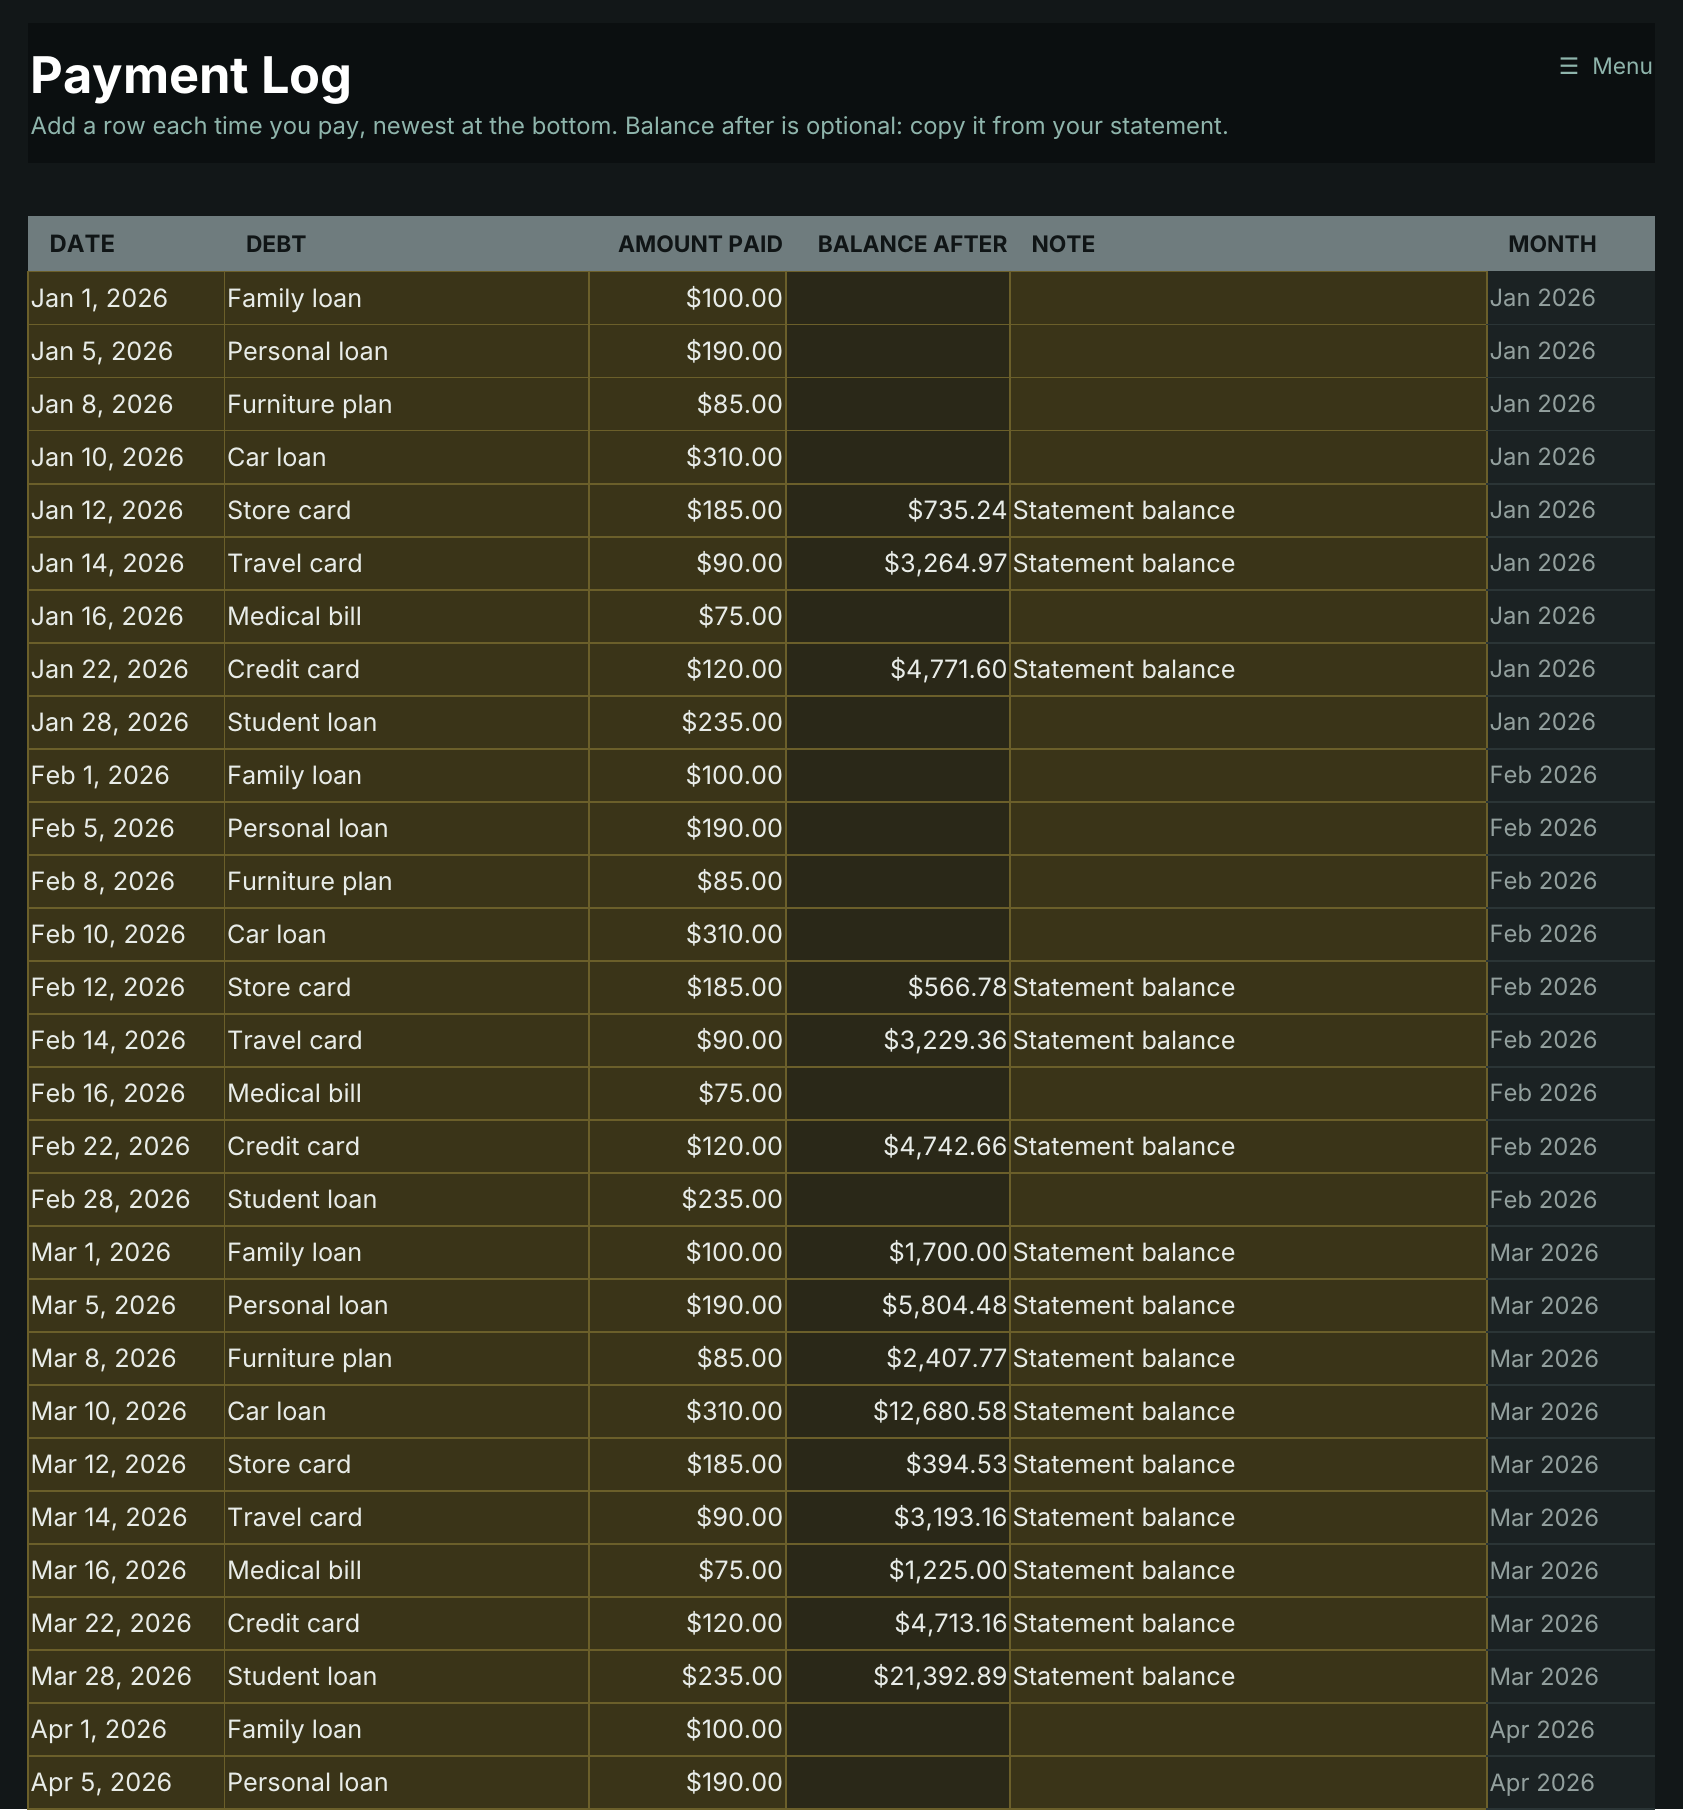 Payment Log
☰ Menu
Add a row each time you pay, newest at the bottom. Balance after is optional: copy it from your statement.
DATE DEBT AMOUNT PAID BALANCE AFTER NOTE MONTH
Jan 1, 2026 Family loan $100.00 Jan 2026
Jan 5, 2026 Personal loan $190.00 Jan 2026
Jan 8, 2026 Furniture plan $85.00 Jan 2026
Jan 10, 2026 Car loan $310.00 Jan 2026
Jan 12, 2026 Store card $185.00 $735.24 Statement balance Jan 2026
Jan 14, 2026 Travel card $90.00 $3,264.97 Statement balance Jan 2026
Jan 16, 2026 Medical bill $75.00 Jan 2026
Jan 22, 2026 Credit card $120.00 $4,771.60 Statement balance Jan 2026
Jan 28, 2026 Student loan $235.00 Jan 2026
Feb 1, 2026 Family loan $100.00 Feb 2026
Feb 5, 2026 Personal loan $190.00 Feb 2026
Feb 8, 2026 Furniture plan $85.00 Feb 2026
Feb 10, 2026 Car loan $310.00 Feb 2026
Feb 12, 2026 Store card $185.00 $566.78 Statement balance Feb 2026
Feb 14, 2026 Travel card $90.00 $3,229.36 Statement balance Feb 2026
Feb 16, 2026 Medical bill $75.00 Feb 2026
Feb 22, 2026 Credit card $120.00 $4,742.66 Statement balance Feb 2026
Feb 28, 2026 Student loan $235.00 Feb 2026
Mar 1, 2026 Family loan $100.00 $1,700.00 Statement balance Mar 2026
Mar 5, 2026 Personal loan $190.00 $5,804.48 Statement balance Mar 2026
Mar 8, 2026 Furniture plan $85.00 $2,407.77 Statement balance Mar 2026
Mar 10, 2026 Car loan $310.00 $12,680.58 Statement balance Mar 2026
Mar 12, 2026 Store card $185.00 $394.53 Statement balance Mar 2026
Mar 14, 2026 Travel card $90.00 $3,193.16 Statement balance Mar 2026
Mar 16, 2026 Medical bill $75.00 $1,225.00 Statement balance Mar 2026
Mar 22, 2026 Credit card $120.00 $4,713.16 Statement balance Mar 2026
Mar 28, 2026 Student loan $235.00 $21,392.89 Statement balance Mar 2026
Apr 1, 2026 Family loan $100.00 Apr 2026
Apr 5, 2026 Personal loan $190.00 Apr 2026